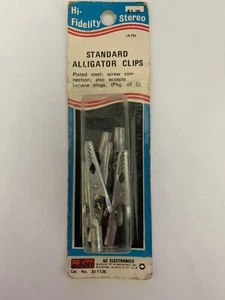 Hi-
Fidelity
Stereo
STANDARD
ALLIGATOR CLIPS
Plated steel; screw con-
nection; also accepts
banana plugs. (Pkg. of 5).
GC ELECTRONICS
Cat. No. 30-1126